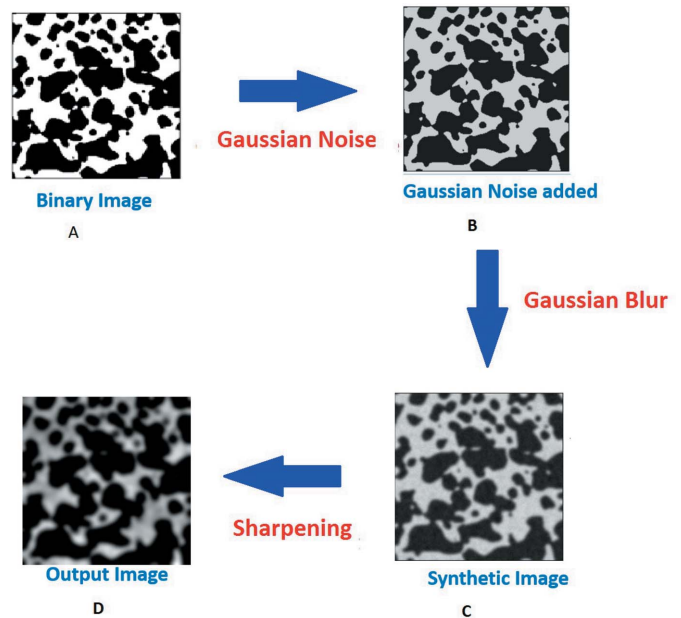 Binary Image
A
Gaussian Noise
Gaussian Noise added
B
Gaussian Blur
Synthetic Image
C
Sharpening
Output Image
D